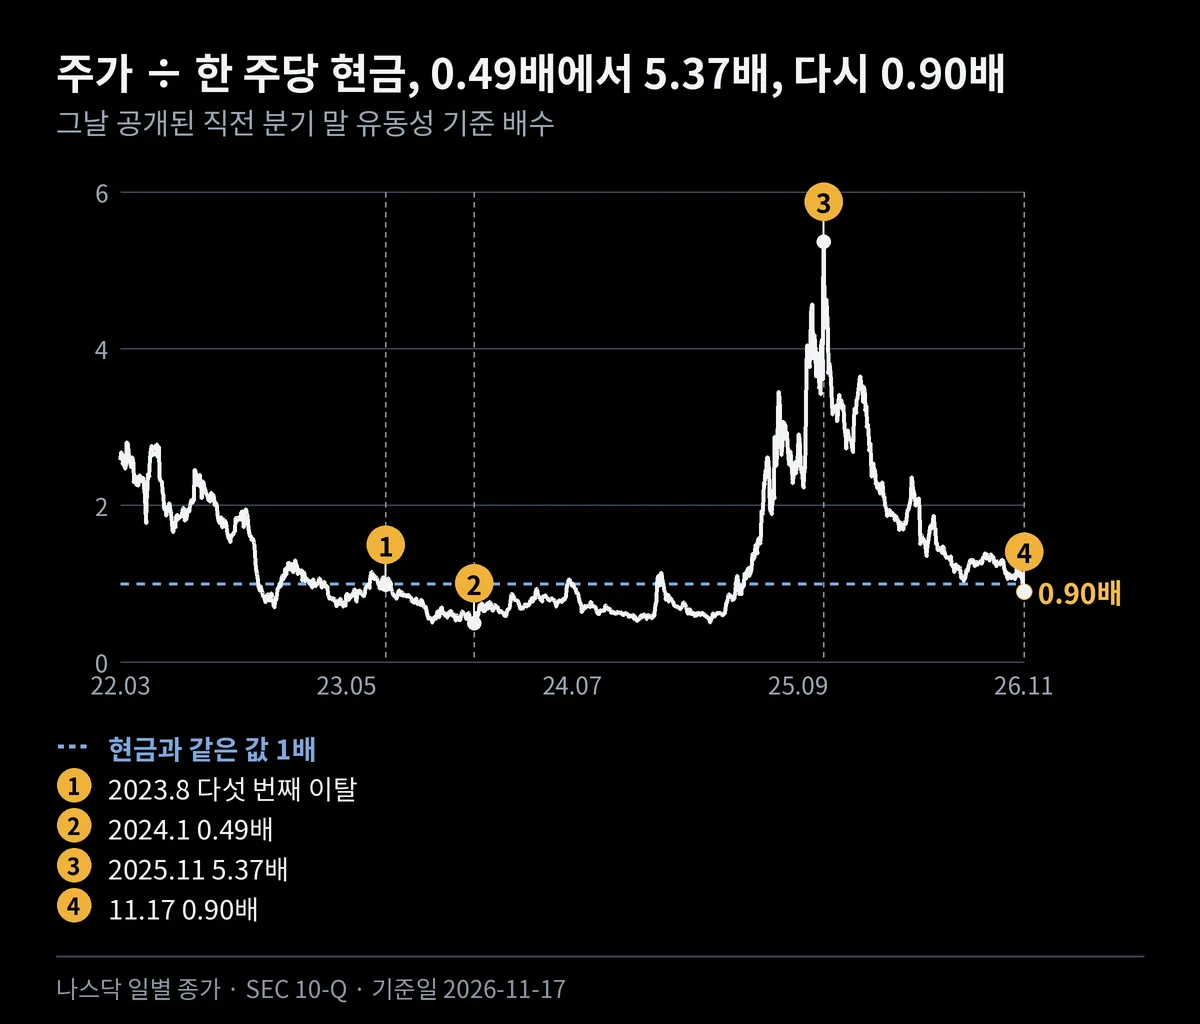 주가 ÷ 한 주당 현금, 0.49배에서 5.37배, 다시 0.90배
그날 공개된 직전 분기 말 유동성 기준 배수
6
3
4
2
1
2
4
0.90배
0
22.03 23.05 24.07 25.09 26.11
현금과 같은 값 1배
1 2023.8 다섯 번째 이탈
2 2024.1 0.49배
3 2025.11 5.37배
4 11.17 0.90배
나스닥 일별 종가 · SEC 10-Q · 기준일 2026-11-17